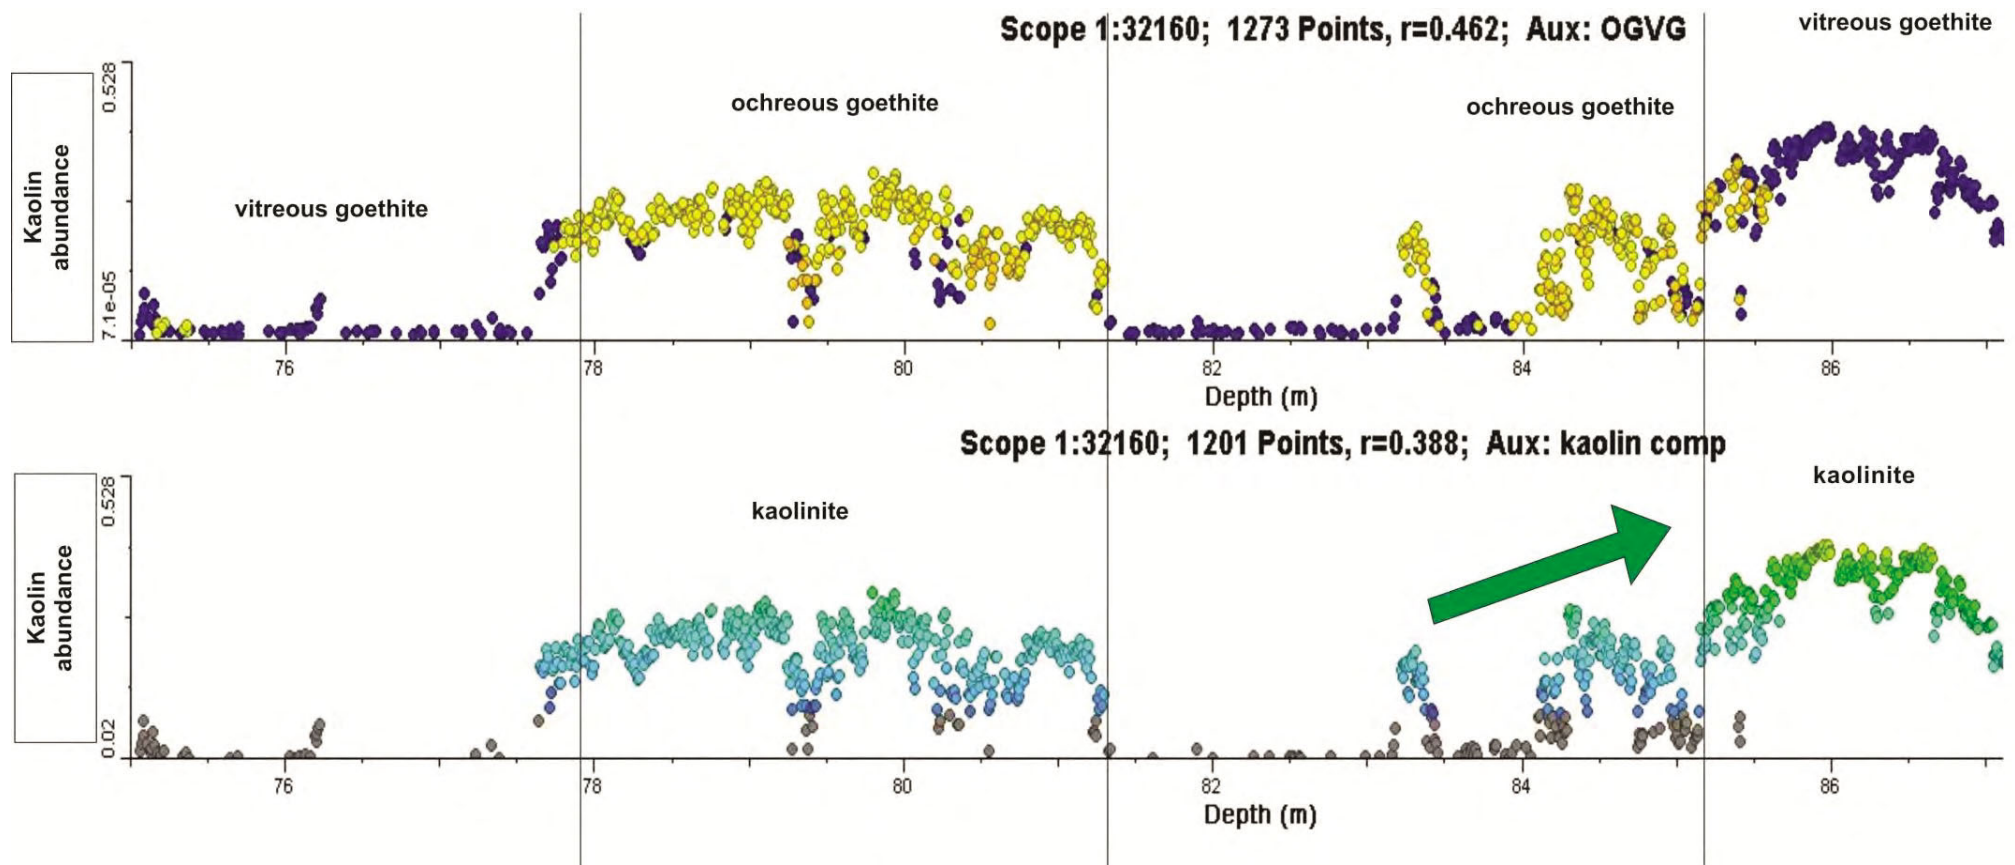 Scope 1:32160; 1273 Points, r=0.462; Aux: OGVG
vitreous goethite
ochreous goethite
ochreous goethite
vitreous goethite
Kaolin
abundance
0.528
7.1e-05
76
78
80
82
84
86
Depth (m)
Scope 1:32160; 1201 Points, r=0.388; Aux: kaolin comp
kaolinite
kaolinite
Kaolin
abundance
0.528
0.02
76
78
80
82
84
86
Depth (m)